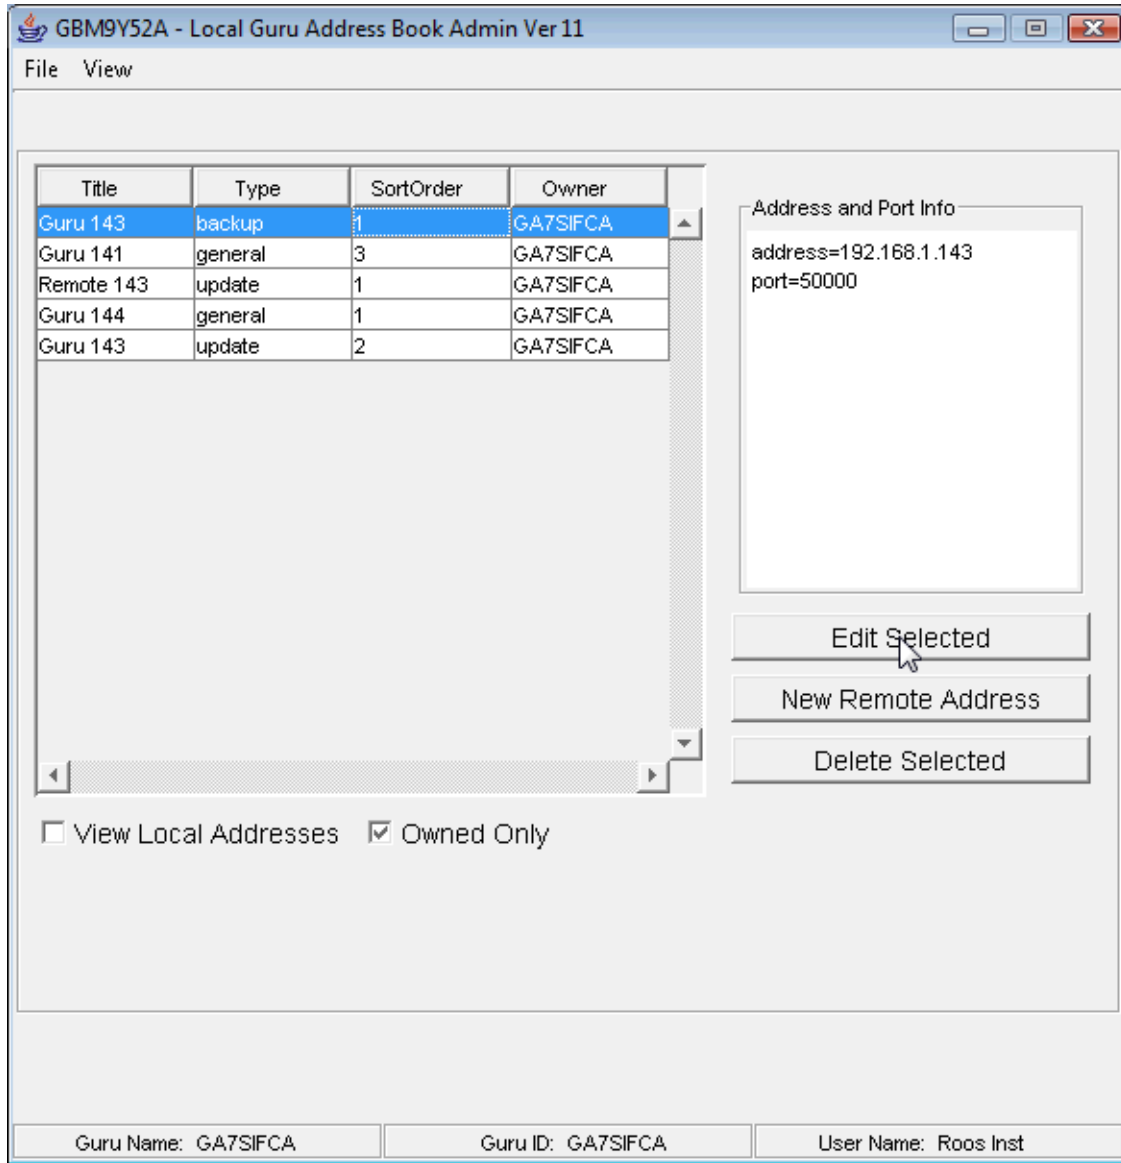 GBM9Y52A - Local Guru Address Book Admin Ver 11
File View
Title Type SortOrder Owner
Guru 143 backup 1 GA7SIFCA
Guru 141 general 3 GA7SIFCA
Remote 143 update 1 GA7SIFCA
Guru 144 general 1 GA7SIFCA
Guru 143 update 2 GA7SIFCA
Address and Port Info
address=192.168.1.143
port=50000
Edit Selected
New Remote Address
Delete Selected
View Local Addresses Owned Only
Guru Name: GA7SIFCA Guru ID: GA7SIFCA User Name: Roos Inst